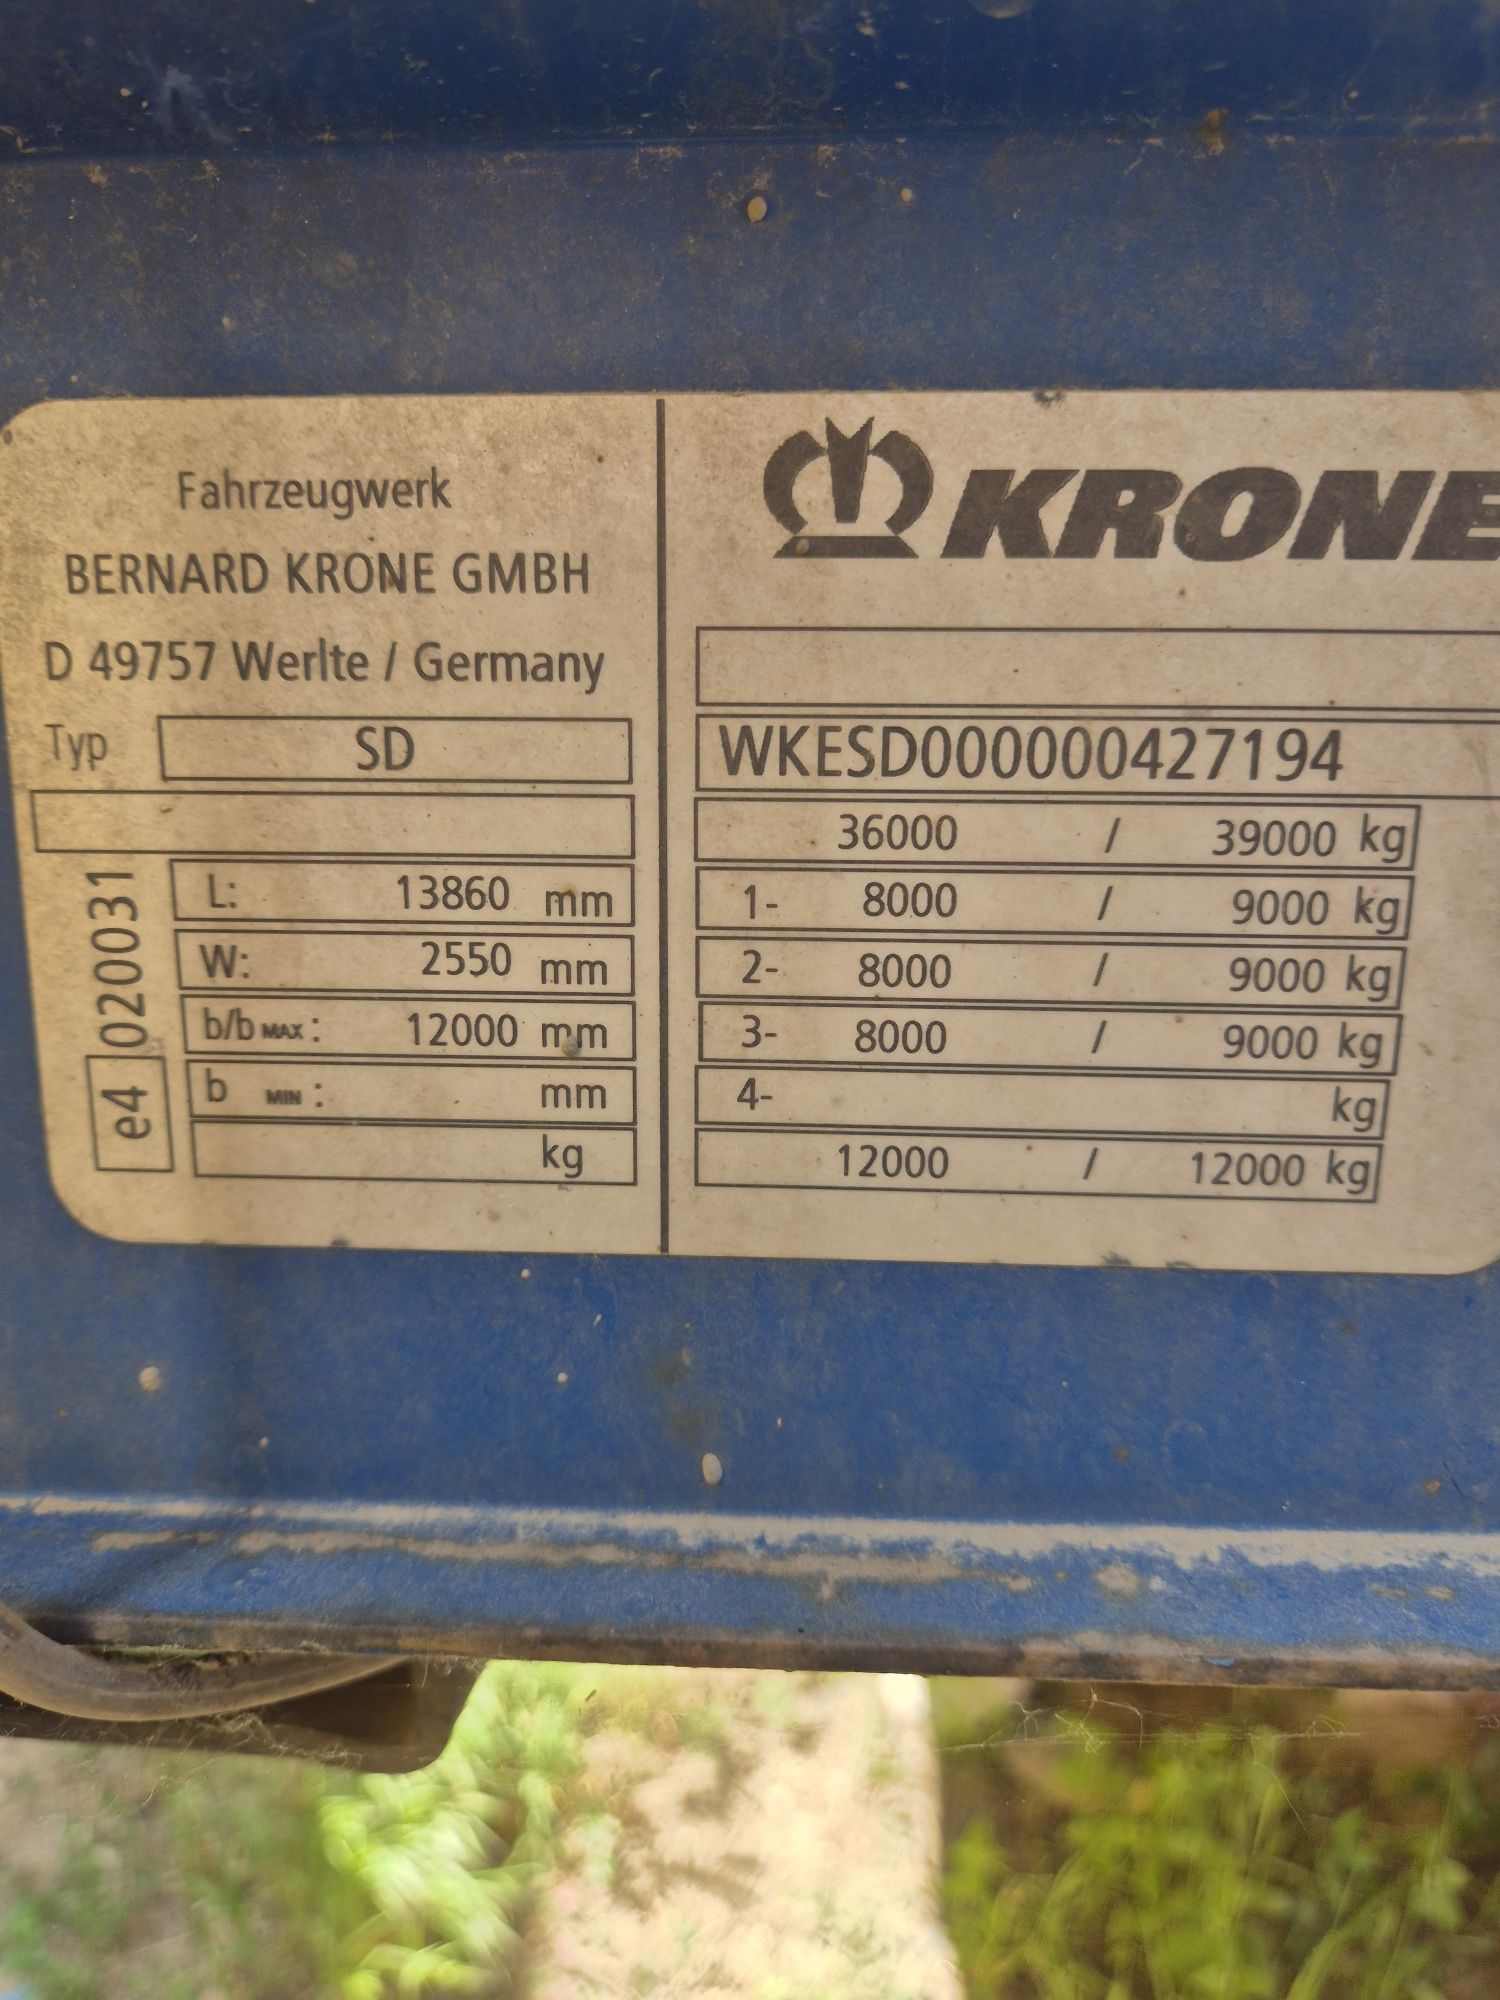 Fahrzeugwerk
BERNARD KRONE GMBH
D 49757 Werlte / Germany
Typ SD
L: 13860 mm
W: 2550 mm
b/b MAX : 12000 mm
b MIN : mm
kg
e4 020031
KRONE
WKESD000000427194
36000 / 39000 kg
1- 8000 / 9000 kg
2- 8000 / 9000 kg
3- 8000 / 9000 kg
4- kg
12000 / 12000 kg